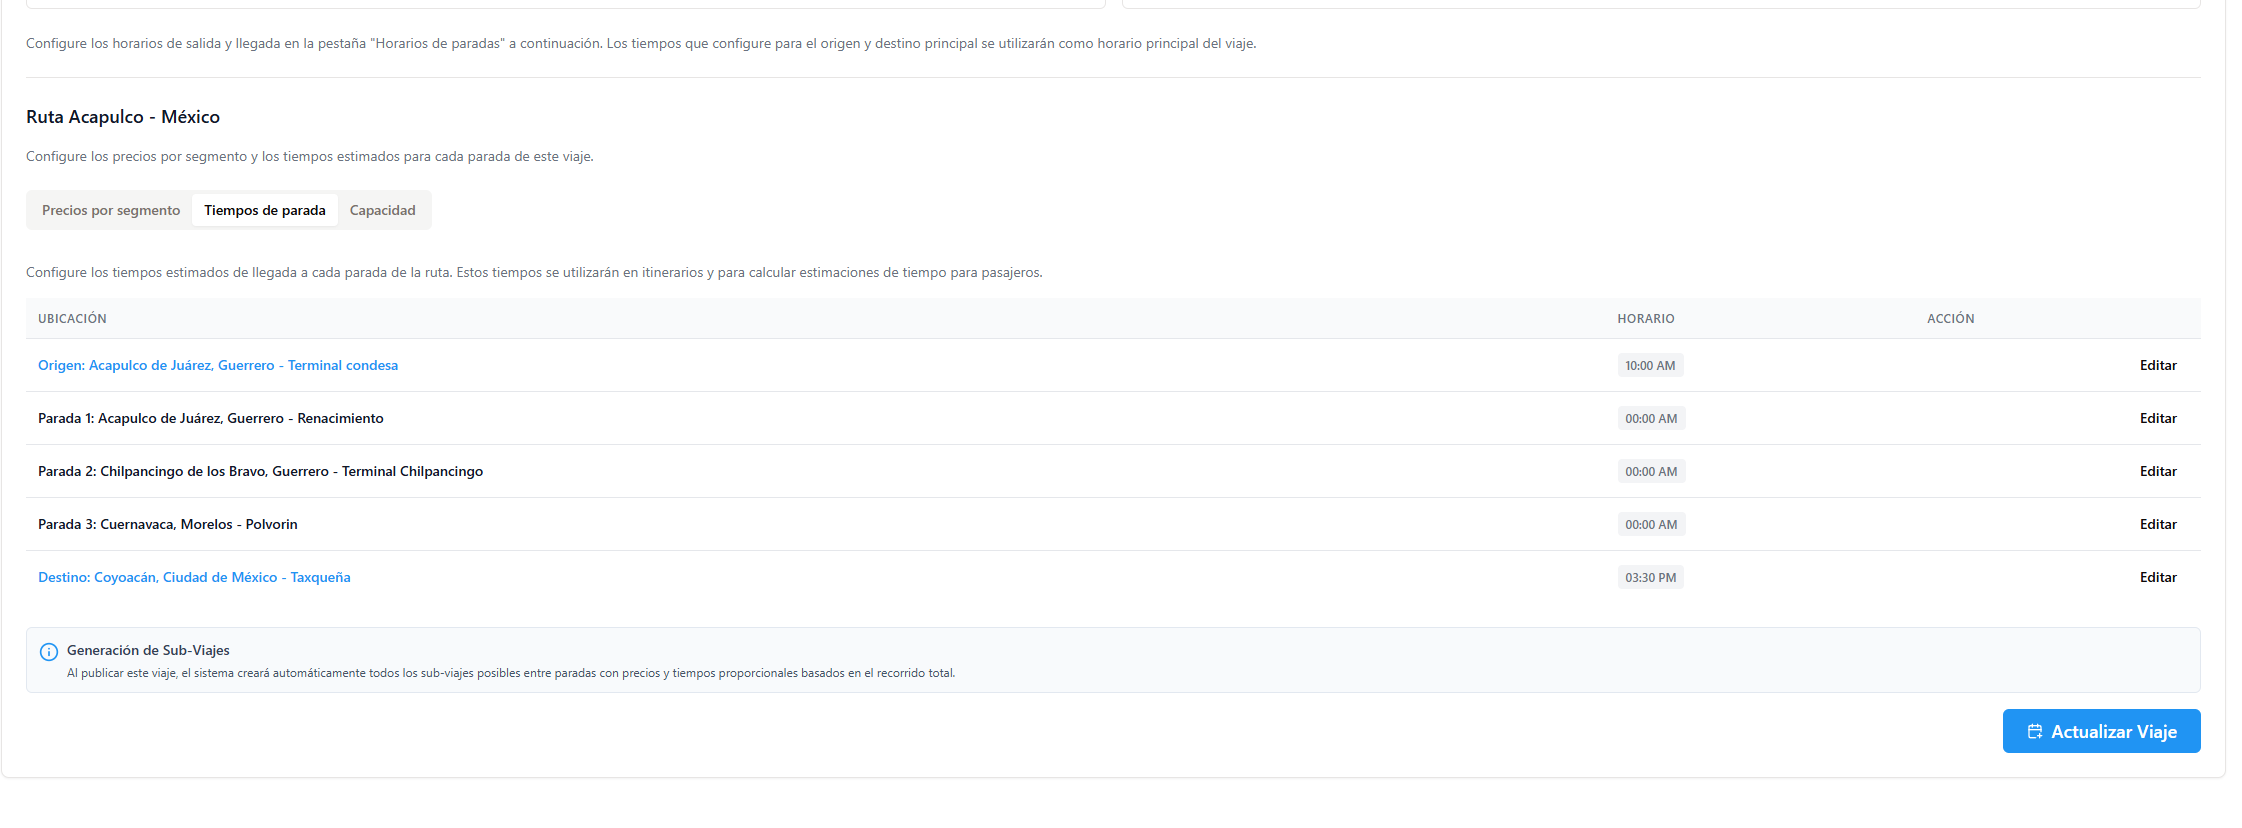 Configure los horarios de salida y llegada en la pestaña "Horarios de paradas" a continuación. Los tiempos que configure para el origen y destino principal se utilizarán como horario principal del viaje.
Ruta Acapulco - México
Configure los precios por segmento y los tiempos estimados para cada parada de este viaje.
Precios por segmento Tiempos de parada Capacidad
Configure los tiempos estimados de llegada a cada parada de la ruta. Estos tiempos se utilizarán en itinerarios y para calcular estimaciones de tiempo para pasajeros.
UBICACIÓN HORARIO ACCIÓN
Origen: Acapulco de Juárez, Guerrero - Terminal condesa 10:00 AM Editar
Parada 1: Acapulco de Juárez, Guerrero - Renacimiento 00:00 AM Editar
Parada 2: Chilpancingo de los Bravo, Guerrero - Terminal Chilpancingo 00:00 AM Editar
Parada 3: Cuernavaca, Morelos - Polvorin 00:00 AM Editar
Destino: Coyoacán, Ciudad de México - Taxqueña 03:30 PM Editar
Generación de Sub-Viajes
Al publicar este viaje, el sistema creará automáticamente todos los sub-viajes posibles entre paradas con precios y tiempos proporcionales basados en el recorrido total.
Actualizar Viaje